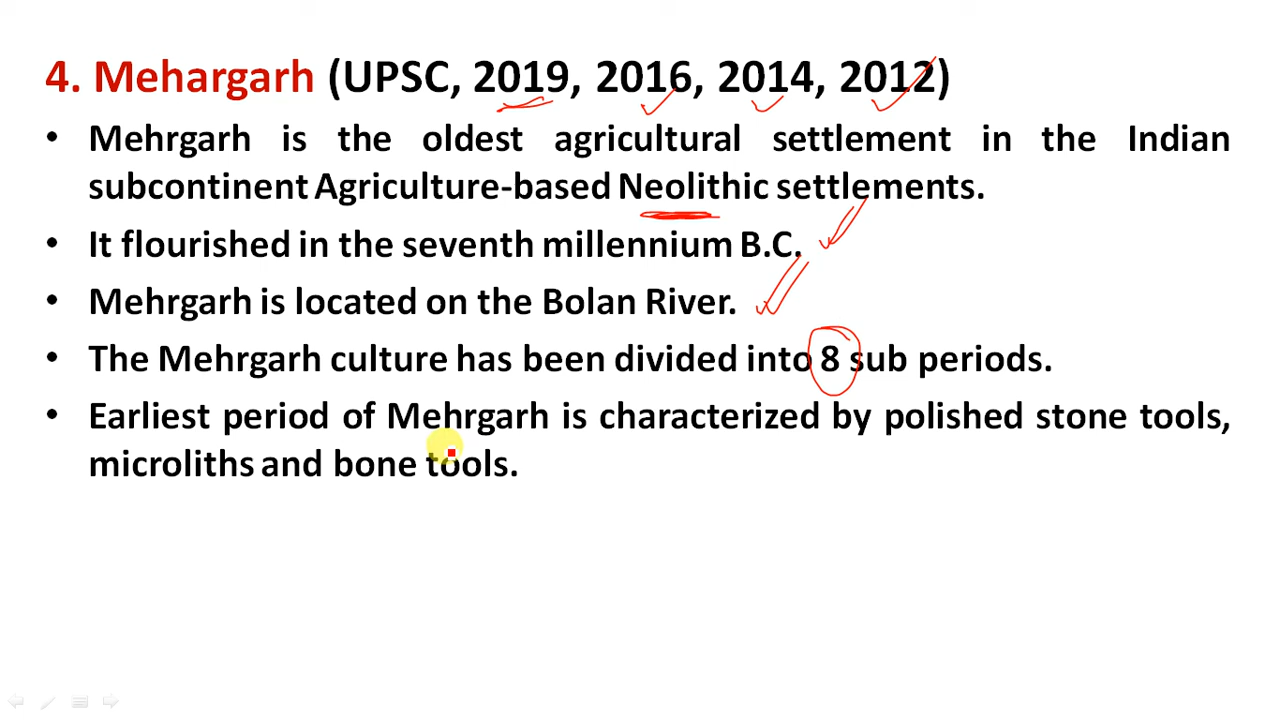 4. Mehargarh (UPSC, 2019, 2016, 2014, 2012)
• Mehrgarh is the oldest agricultural settlement in the Indian
subcontinent Agriculture-based Neolithic settlements.
• It flourished in the seventh millennium B.C.
• Mehrgarh is located on the Bolan River.
• The Mehrgarh culture has been divided into 8 sub periods.
• Earliest period of Mehrgarh is characterized by polished stone tools,
microliths and bone tools.